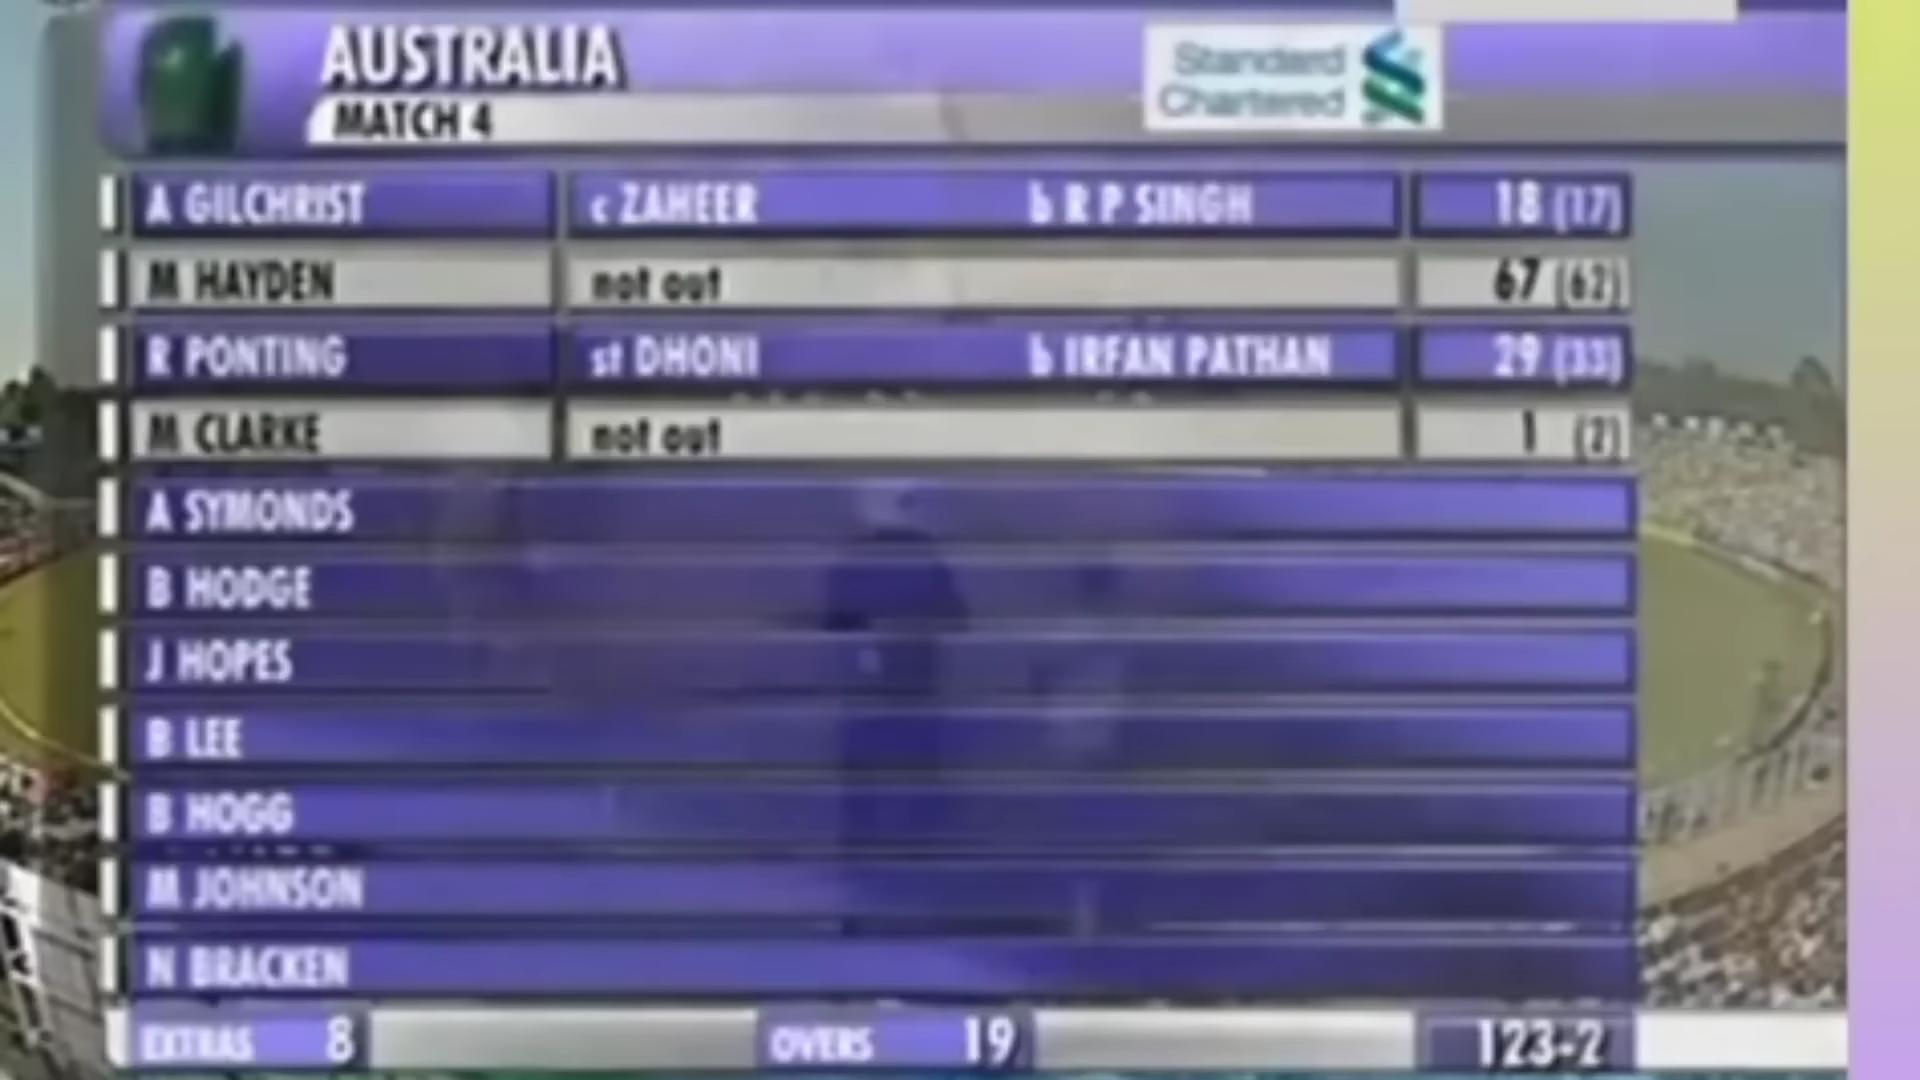 AUSTRALIA
Standard
Chartered
MATCH 4
A GILCHRIST c ZAHEER b R P SINGH 18 (17)
M HAYDEN not out 67 (62)
R PONTING st DHONI b IRFAN PATHAN 29 (33)
M CLARKE not out 1 (2)
A SYMONDS
B HODGE
J HOPES
B LEE
B HOGG
M JOHNSON
N BRACKEN
EXTRAS 8 OVERS 19 123-2